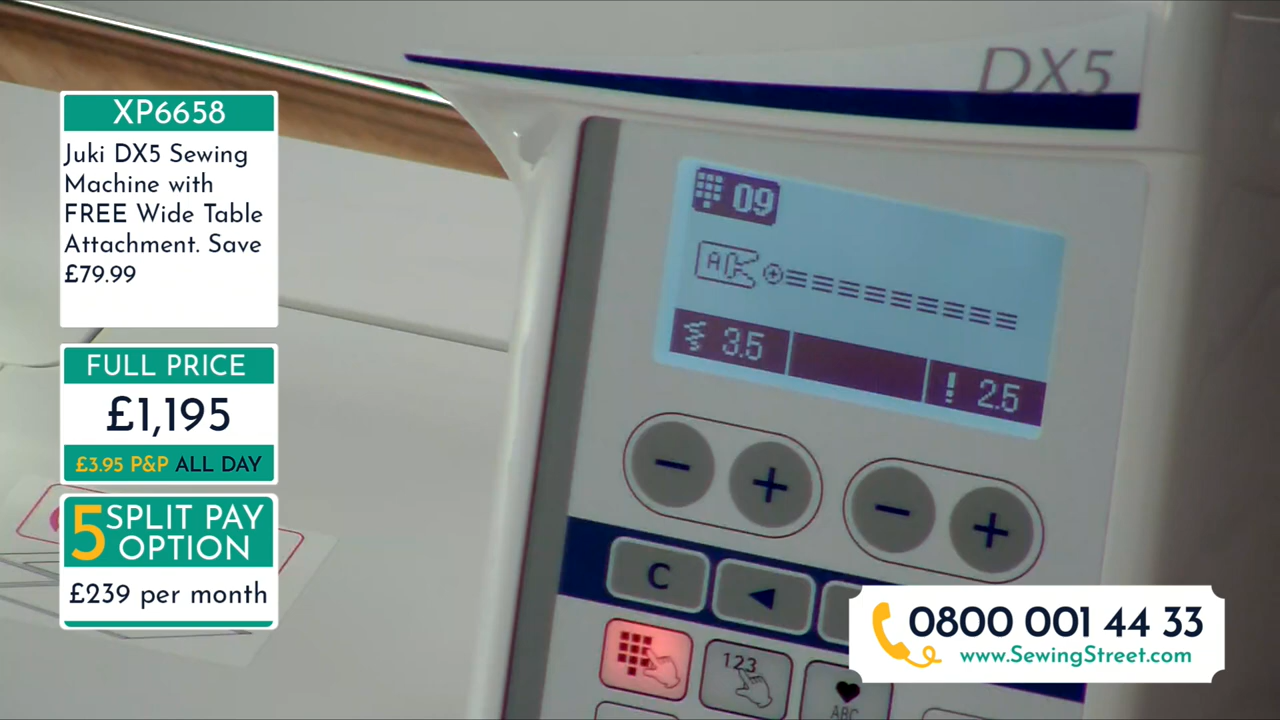 XP6658
Juki DX5 Sewing
Machine with
FREE Wide Table
Attachment. Save
£79.99
FULL PRICE
£1,195
£3.95 P&P ALL DAY
5 SPLIT PAY
OPTION
£239 per month
DX5
09
A
3.5
! 2.5
− + − +
C
123
ABC
0800 001 44 33
www.SewingStreet.com